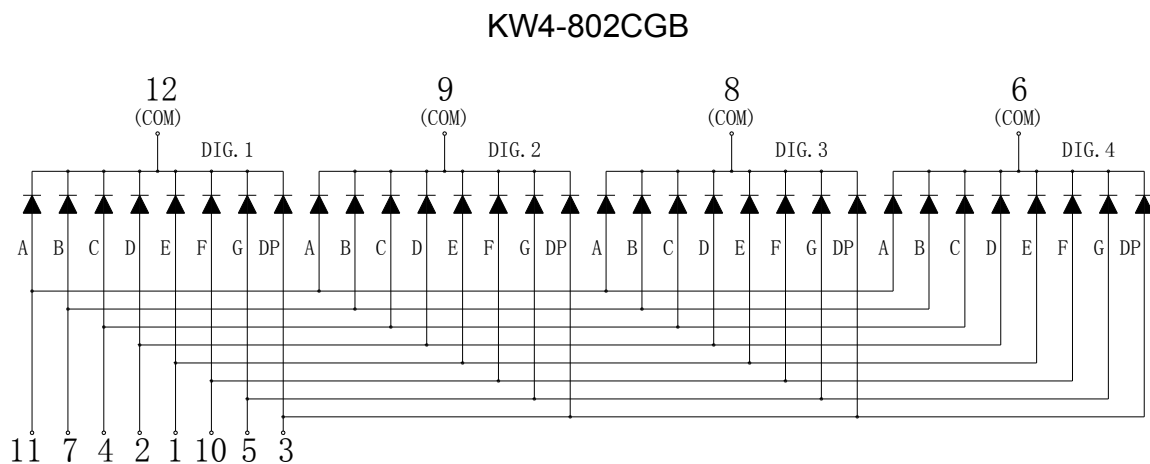 KW4-802CGB
12 9 8 6
(COM) (COM) (COM) (COM)
DIG.1 DIG.2 DIG.3 DIG.4
A B C D E F G DP A B C D E F G DP A B C D E F G DP A B C D E F G DP
11 7 4 2 1 10 5 3